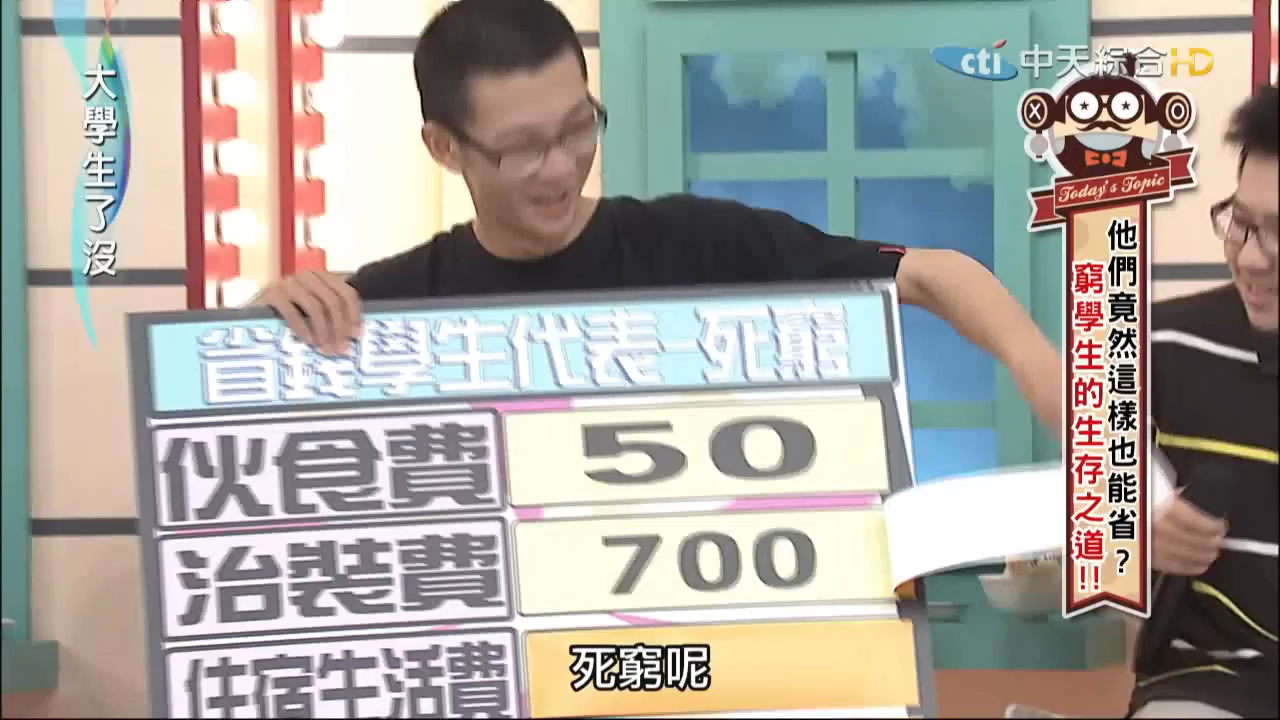 大學生了沒
cti 中天綜合HD
X O
Today's Topic
他們竟然這樣也能省？
窮學生的生存之道!!
省錢學生代表-死窮
伙食費 50
治裝費 700
住宿生活費
死窮呢